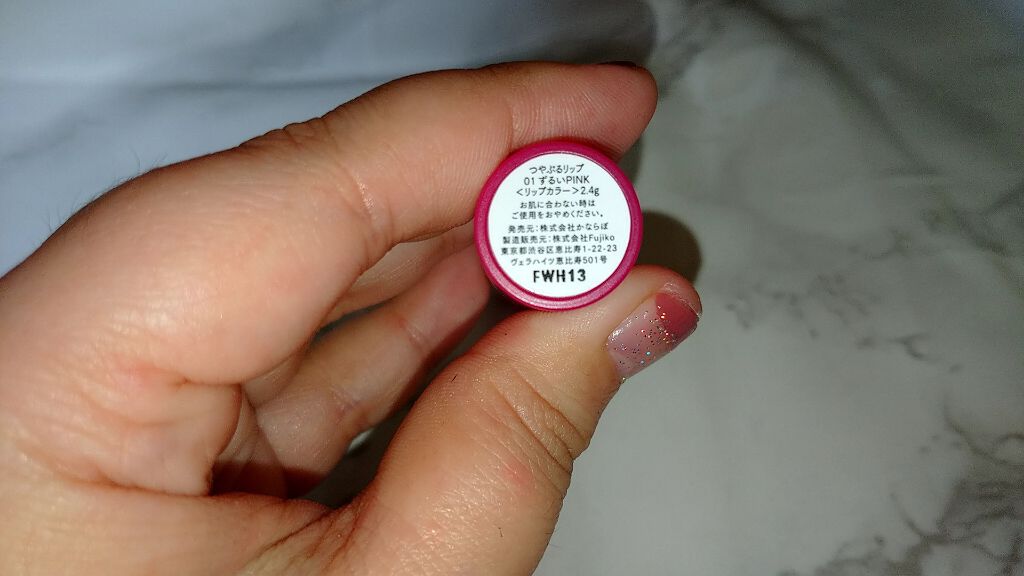 つやぷるリップ
01 ずるいPINK
＜リップカラー＞2.4g
お肌に合わない時は
ご使用をおやめください。
発売元：株式会社かならぼ
製造販売元：株式会社Fujiko
東京都渋谷区恵比寿1-22-23
ヴェラハイツ恵比寿501号
FWH13